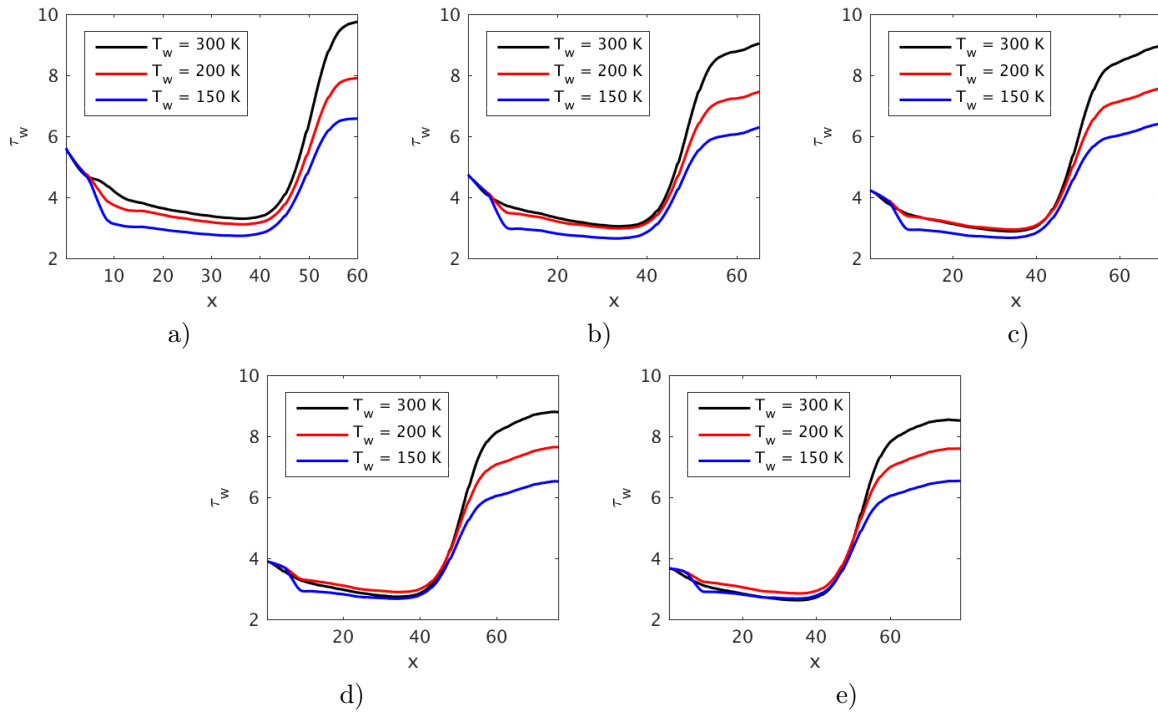 10
8
6
4
2
τ_w
T_w = 300 K
T_w = 200 K
T_w = 150 K
10 20 30 40 50 60
x
a)
10
8
6
4
2
τ_w
T_w = 300 K
T_w = 200 K
T_w = 150 K
0 20 40 60
x
b)
10
8
6
4
2
τ_w
T_w = 300 K
T_w = 200 K
T_w = 150 K
20 40 60
x
c)
10
8
6
4
2
τ_w
T_w = 300 K
T_w = 200 K
T_w = 150 K
20 40 60
x
d)
10
8
6
4
2
τ_w
T_w = 300 K
T_w = 200 K
T_w = 150 K
20 40 60
x
e)